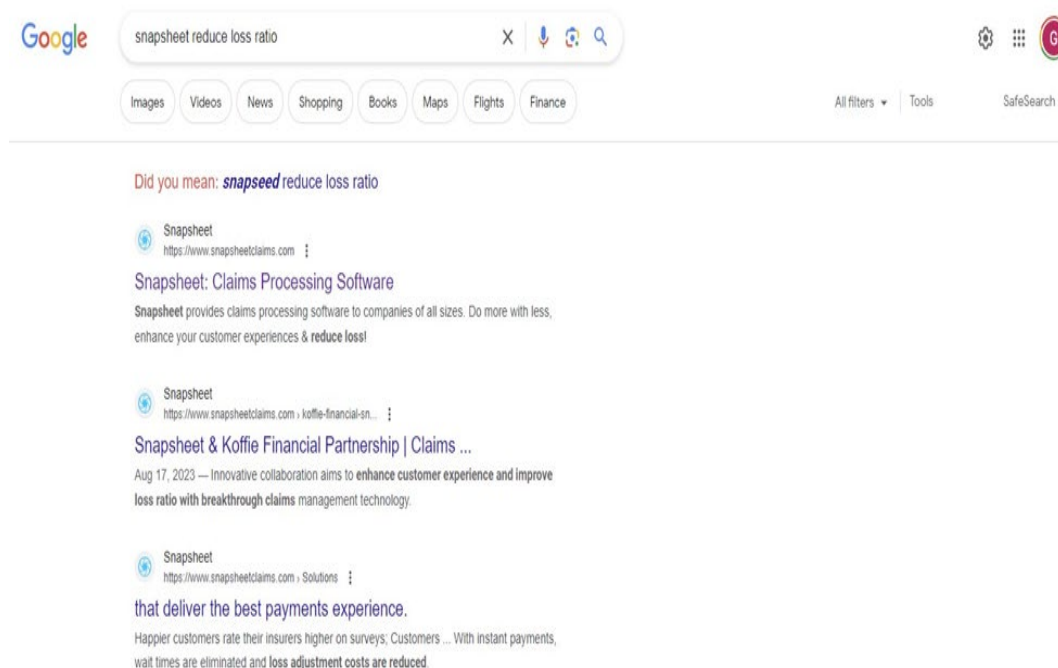 Google
snapsheet reduce loss ratio
G
Images Videos News Shopping Books Maps Flights Finance
All filters Tools SafeSearch
Did you mean: snapseed reduce loss ratio
Snapsheet
https://www.snapsheetclaims.com
Snapsheet: Claims Processing Software
Snapsheet provides claims processing software to companies of all sizes. Do more with less,
enhance your customer experiences & reduce loss!
Snapsheet
https://www.snapsheetclaims.com › koffie-financial-sn...
Snapsheet & Koffie Financial Partnership | Claims ...
Aug 17, 2023 — Innovative collaboration aims to enhance customer experience and improve
loss ratio with breakthrough claims management technology.
Snapsheet
https://www.snapsheetclaims.com › Solutions
that deliver the best payments experience.
Happier customers rate their insurers higher on surveys; Customers ... With instant payments,
wait times are eliminated and loss adjustment costs are reduced.